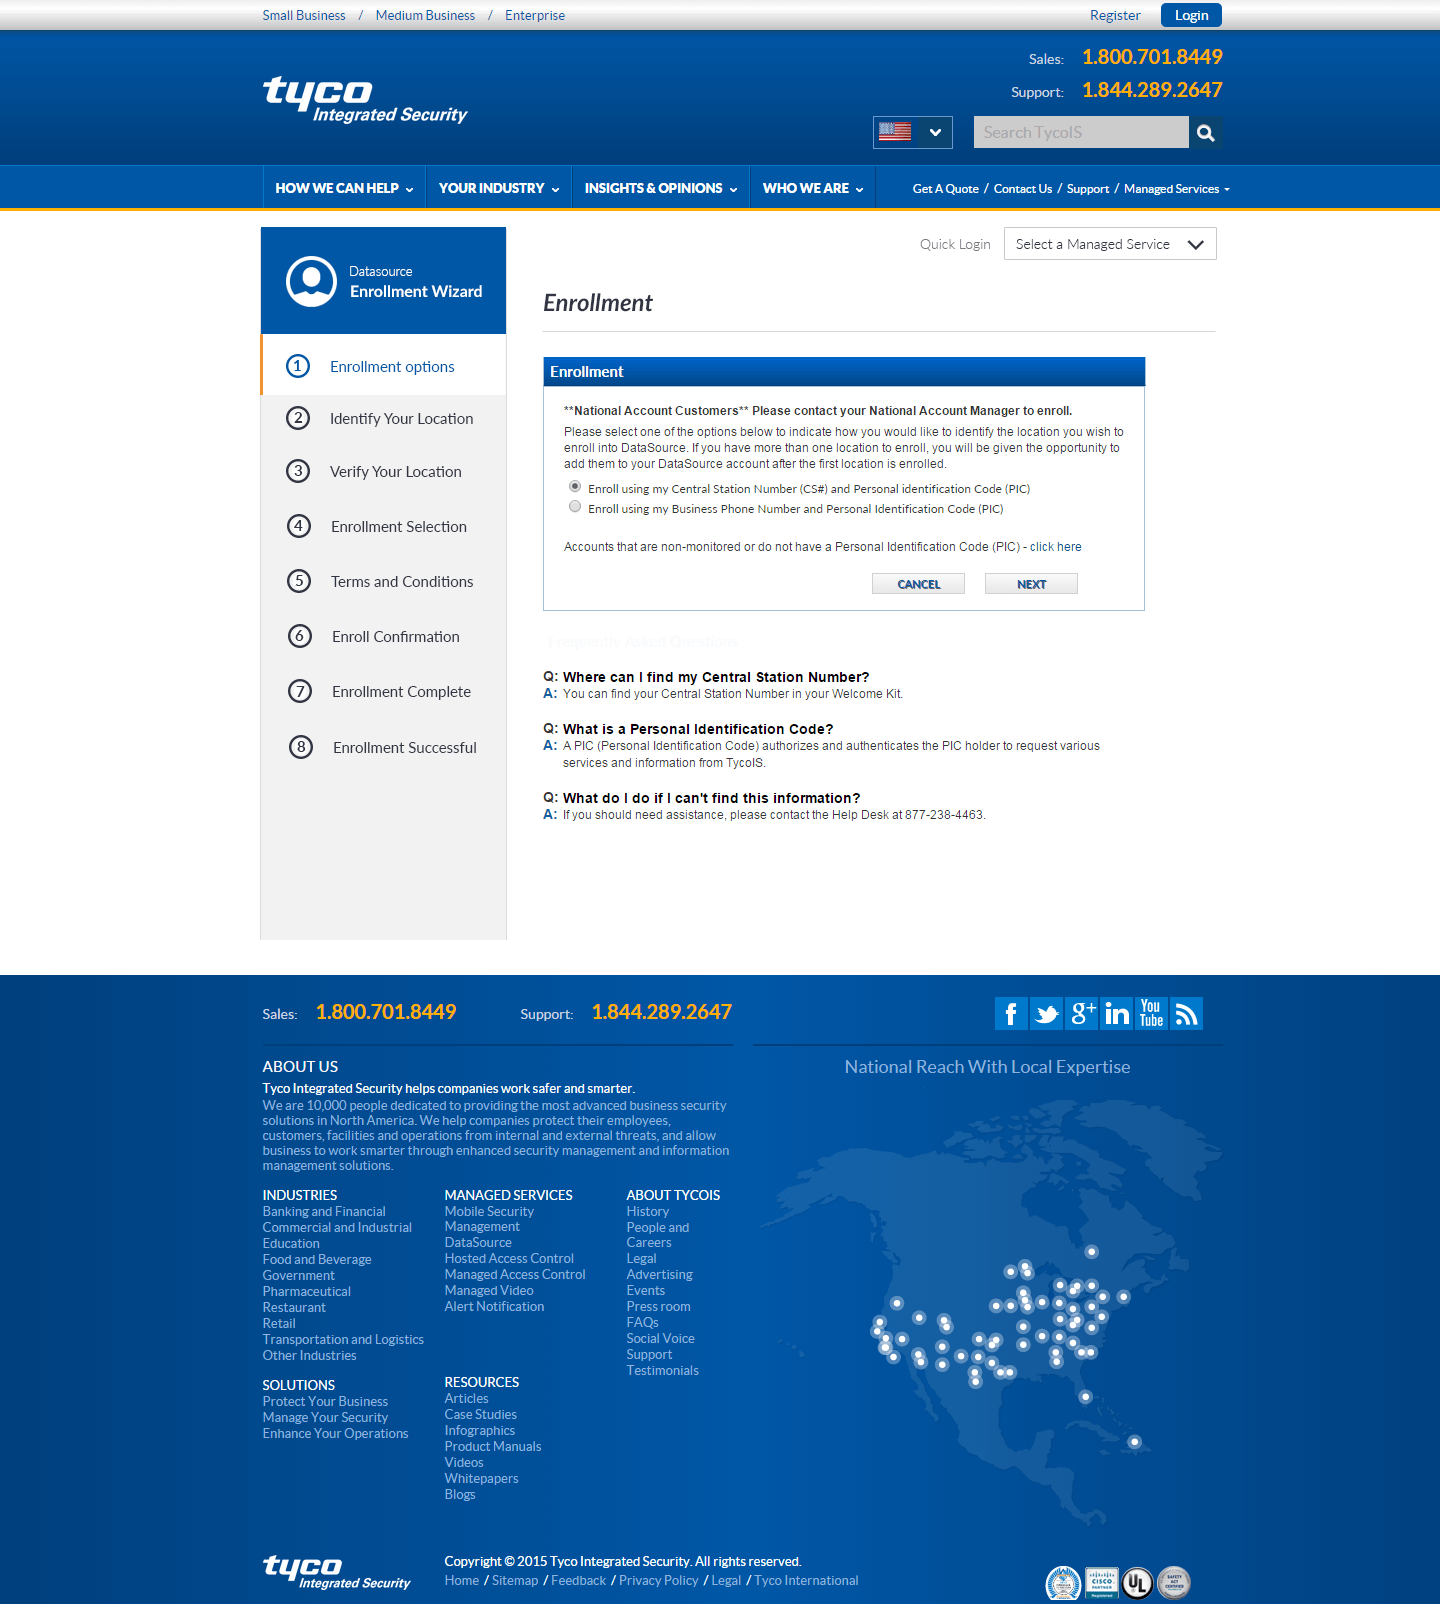 Small Business / Medium Business / Enterprise
Register Login
Sales: 1.800.701.8449
Support: 1.844.289.2647
tyco
Integrated Security
Search TycoIS
HOW WE CAN HELP YOUR INDUSTRY INSIGHTS & OPINIONS WHO WE ARE Get A Quote / Contact Us / Support / Managed Services
Quick Login Select a Managed Service
Datasource
Enrollment Wizard
1 Enrollment options
2 Identify Your Location
3 Verify Your Location
4 Enrollment Selection
5 Terms and Conditions
6 Enroll Confirmation
7 Enrollment Complete
8 Enrollment Successful
Enrollment
Enrollment
**National Account Customers** Please contact your National Account Manager to enroll.
Please select one of the options below to indicate how you would like to identify the location you wish to
enroll into DataSource. If you have more than one location to enroll, you will be given the opportunity to
add them to your DataSource account after the first location is enrolled.
Enroll using my Central Station Number (CS#) and Personal identification Code (PIC)
Enroll using my Business Phone Number and Personal Identification Code (PIC)
Accounts that are non-monitored or do not have a Personal Identification Code (PIC) - click here
CANCEL NEXT
Frequently Asked Questions
Q: Where can I find my Central Station Number?
A: You can find your Central Station Number in your Welcome Kit.
Q: What is a Personal Identification Code?
A: A PIC (Personal Identification Code) authorizes and authenticates the PIC holder to request various
services and information from TycoIS.
Q: What do I do if I can't find this information?
A: If you should need assistance, please contact the Help Desk at 877-238-4463.
Sales: 1.800.701.8449 Support: 1.844.289.2647
f g+ in You Tube
ABOUT US
Tyco Integrated Security helps companies work safer and smarter.
We are 10,000 people dedicated to providing the most advanced business security
solutions in North America. We help companies protect their employees,
customers, facilities and operations from internal and external threats, and allow
business to work smarter through enhanced security management and information
management solutions.
National Reach With Local Expertise
INDUSTRIES
Banking and Financial
Commercial and Industrial
Education
Food and Beverage
Government
Pharmaceutical
Restaurant
Retail
Transportation and Logistics
Other Industries
SOLUTIONS
Protect Your Business
Manage Your Security
Enhance Your Operations
MANAGED SERVICES
Mobile Security
Management
DataSource
Hosted Access Control
Managed Access Control
Managed Video
Alert Notification
RESOURCES
Articles
Case Studies
Infographics
Product Manuals
Videos
Whitepapers
Blogs
ABOUT TYCOIS
History
People and
Careers
Legal
Advertising
Events
Press room
FAQs
Social Voice
Support
Testimonials
tyco
Integrated Security
Copyright © 2015 Tyco Integrated Security. All rights reserved.
Home / Sitemap / Feedback / Privacy Policy / Legal / Tyco International
CISCO
PARTNER
Registered
UL
SAFETY
ACT
CERTIFIED